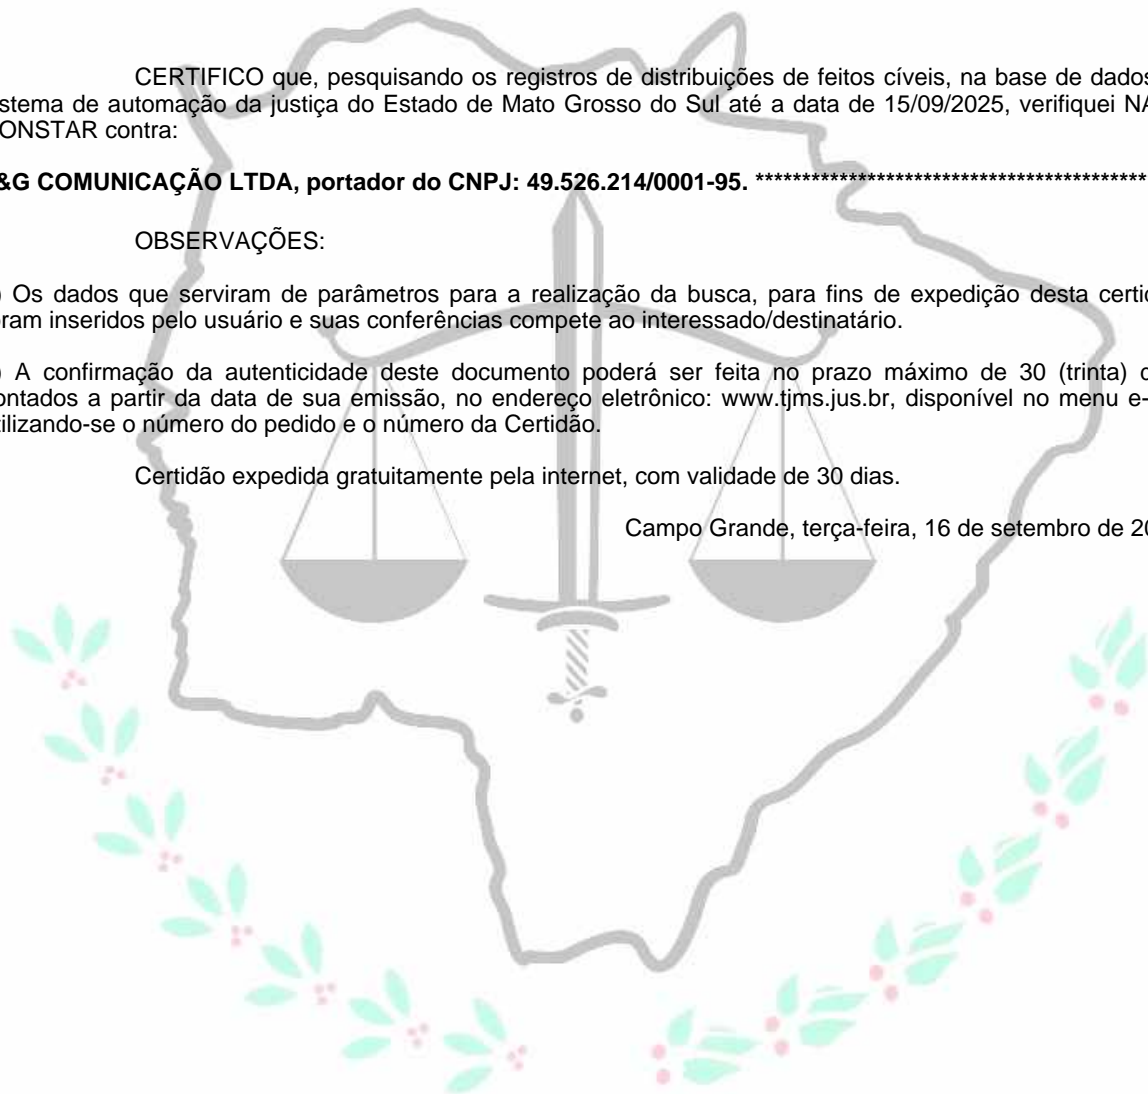 CERTIFICO que, pesquisando os registros de distribuições de feitos cíveis, na base de dados
stema de automação da justiça do Estado de Mato Grosso do Sul até a data de 15/09/2025, verifiquei NÃ
ONSTAR contra:
&G COMUNICAÇÃO LTDA, portador do CNPJ: 49.526.214/0001-95. ******************************************
OBSERVAÇÕES:
) Os dados que serviram de parâmetros para a realização da busca, para fins de expedição desta certid
oram inseridos pelo usuário e suas conferências compete ao interessado/destinatário.
) A confirmação da autenticidade deste documento poderá ser feita no prazo máximo de 30 (trinta) d
ontados a partir da data de sua emissão, no endereço eletrônico: www.tjms.jus.br, disponível no menu e-
tilizando-se o número do pedido e o número da Certidão.
Certidão expedida gratuitamente pela internet, com validade de 30 dias.
Campo Grande, terça-feira, 16 de setembro de 20